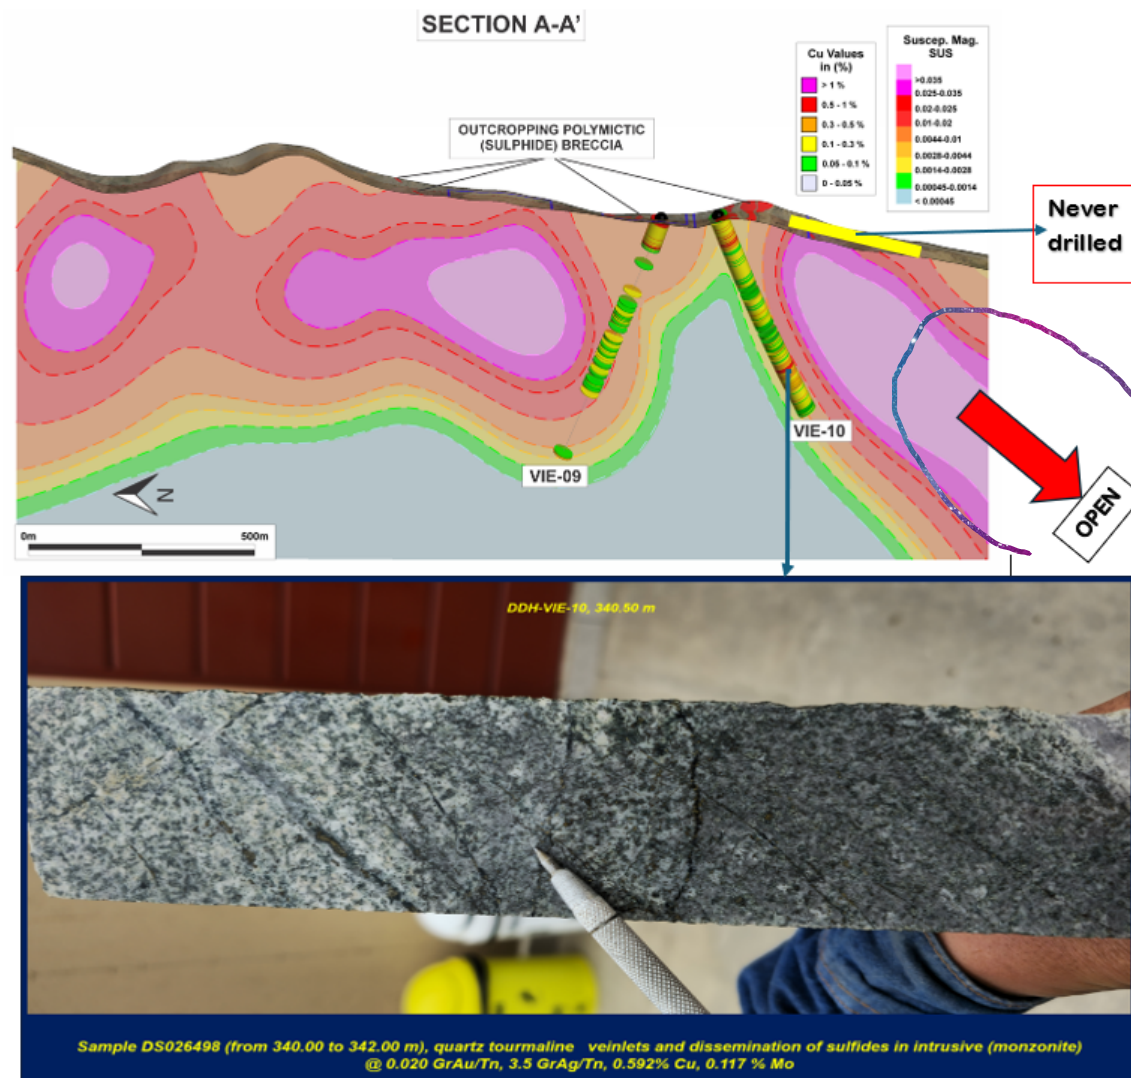 SECTION A-A'
Cu Values
in (%)
> 1 %
0.5 - 1 %
0.3 - 0.5 %
0.1 - 0.3 %
0.05 - 0.1 %
0 - 0.05 %
Suscep. Mag.
SUS
>0.035
0.025-0.035
0.02-0.025
0.01-0.02
0.0044-0.01
0.0028-0.0044
0.0014-0.0028
0.00045-0.0014
< 0.00045
OUTCROPPING POLYMICTIC
(SULPHIDE) BRECCIA
Never
drilled
VIE-10
VIE-09
OPEN
N
0m 500m
DDH-VIE-10, 340.50 m
Sample DS026498 (from 340.00 to 342.00 m), quartz tourmaline veinlets and dissemination of sulfides in intrusive (monzonite)
@ 0.020 GrAu/Tn, 3.5 GrAg/Tn, 0.592% Cu, 0.117 % Mo